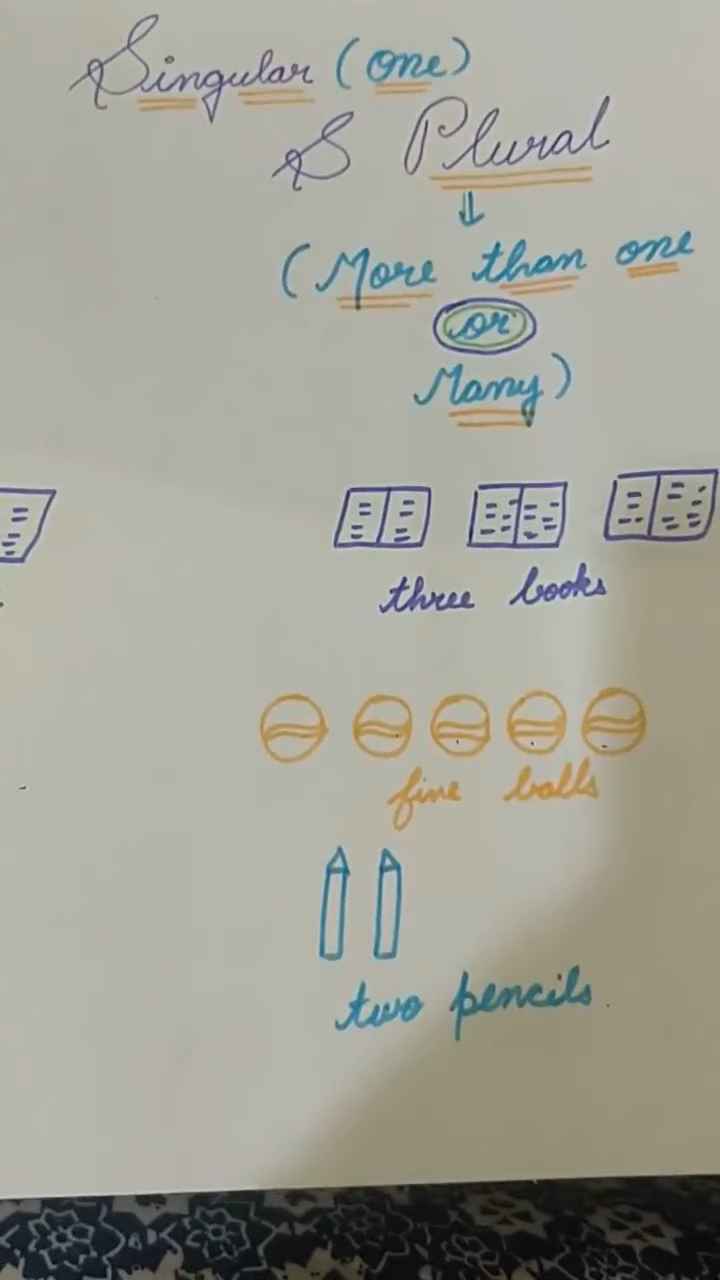 Singular (one)
S Plural
⇓
(More than one
or
Many)
three books
five balls
two pencils.